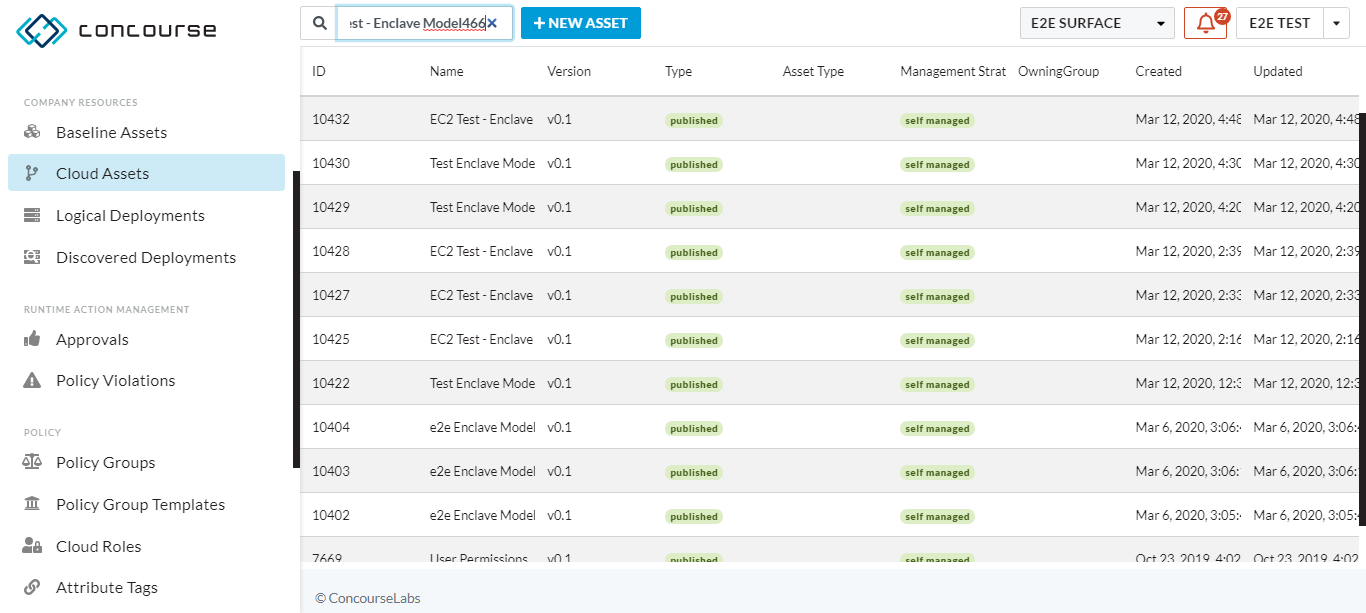 concourse
est - Enclave Model466
+ NEW ASSET
E2E SURFACE
27
E2E TEST
ID Name Version Type Asset Type Management Strat OwningGroup Created Updated
COMPANY RESOURCES
Baseline Assets
Cloud Assets
Logical Deployments
Discovered Deployments
RUNTIME ACTION MANAGEMENT
Approvals
Policy Violations
POLICY
Policy Groups
Policy Group Templates
Cloud Roles
Attribute Tags
10432 EC2 Test - Enclave v0.1 published self managed Mar 12, 2020, 4:48 Mar 12, 2020, 4:48
10430 Test Enclave Mode v0.1 published self managed Mar 12, 2020, 4:30 Mar 12, 2020, 4:30
10429 Test Enclave Mode v0.1 published self managed Mar 12, 2020, 4:20 Mar 12, 2020, 4:20
10428 EC2 Test - Enclave v0.1 published self managed Mar 12, 2020, 2:39 Mar 12, 2020, 2:39
10427 EC2 Test - Enclave v0.1 published self managed Mar 12, 2020, 2:33 Mar 12, 2020, 2:33
10425 EC2 Test - Enclave v0.1 published self managed Mar 12, 2020, 2:16 Mar 12, 2020, 2:16
10422 Test Enclave Mode v0.1 published self managed Mar 12, 2020, 12:3 Mar 12, 2020, 12:3
10404 e2e Enclave Model v0.1 published self managed Mar 6, 2020, 3:06: Mar 6, 2020, 3:06:
10403 e2e Enclave Model v0.1 published self managed Mar 6, 2020, 3:06: Mar 6, 2020, 3:06:
10402 e2e Enclave Model v0.1 published self managed Mar 6, 2020, 3:05: Mar 6, 2020, 3:05:
7669 User Permissions v0.1 published self managed Oct 23, 2019, 4:02 Oct 23, 2019, 4:02
© ConcourseLabs